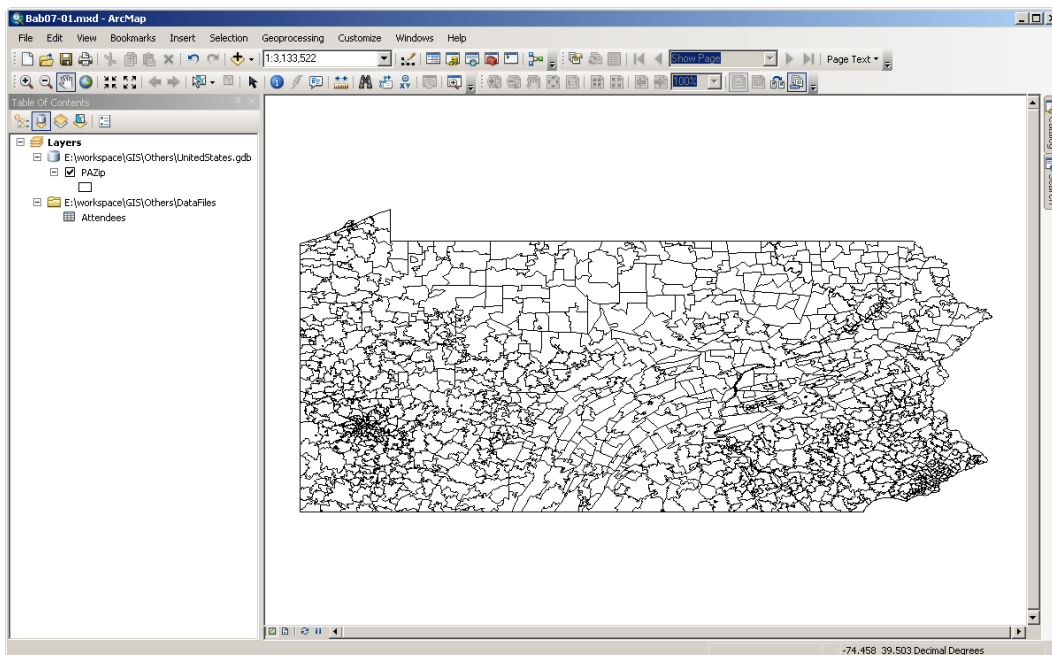 Bab07-01.mxd - ArcMap
File Edit View Bookmarks Insert Selection Geoprocessing Customize Windows Help
1:3,133,522 Show Page Page Text
100%
Table Of Contents
Layers
E:\workspace\GIS\Others\UnitedStates.gdb
PAZip
E:\workspace\GIS\Others\DataFiles
Attendees
Catalog
Search
-74.458 39.503 Decimal Degrees